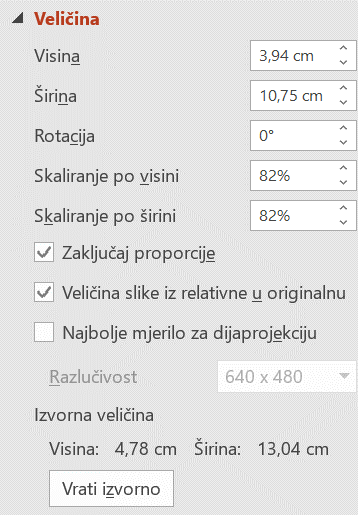 Veličina
Visina 3,94 cm
Širina 10,75 cm
Rotacija 0°
Skaliranje po visini 82%
Skaliranje po širini 82%
Zaključaj proporcije
Veličina slike iz relativne u originalnu
Najbolje mjerilo za dijaprojekciju
Razlučivost 640 x 480
Izvorna veličina
Visina: 4,78 cm Širina: 13,04 cm
Vrati izvorno